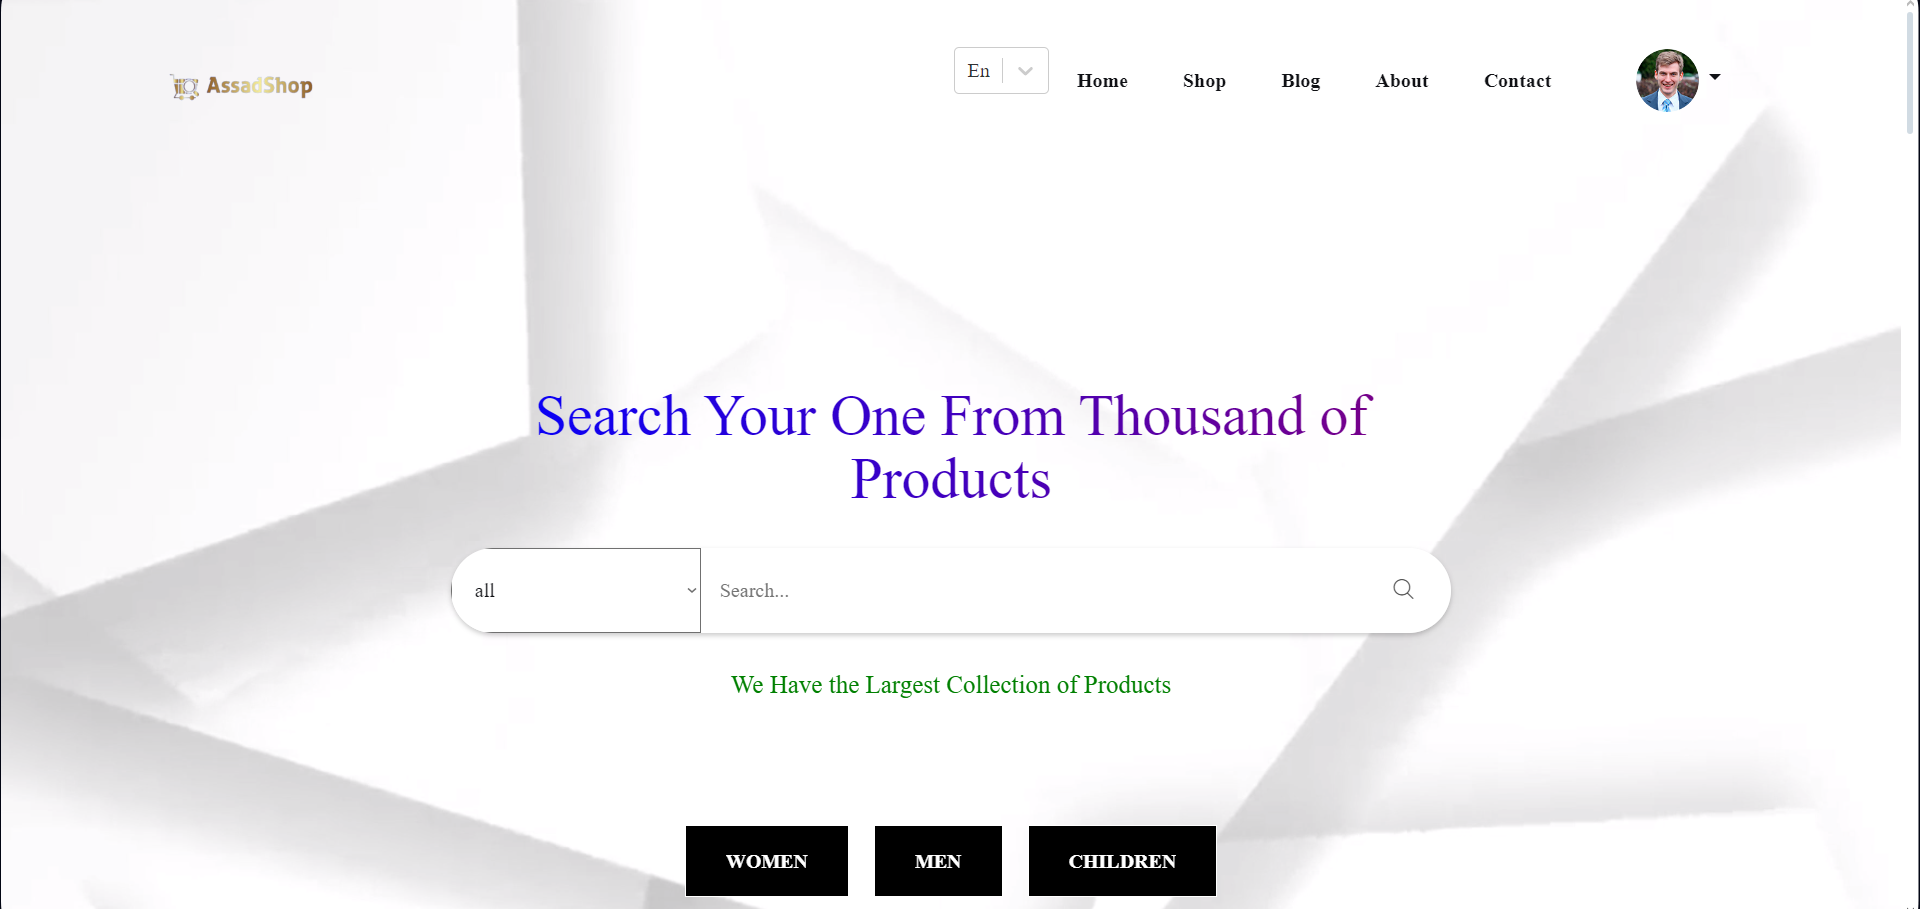 AssadShop
En
Home
Shop
Blog
About
Contact
Search Your One From Thousand of
Products
all
Search...
We Have the Largest Collection of Products
WOMEN
MEN
CHILDREN